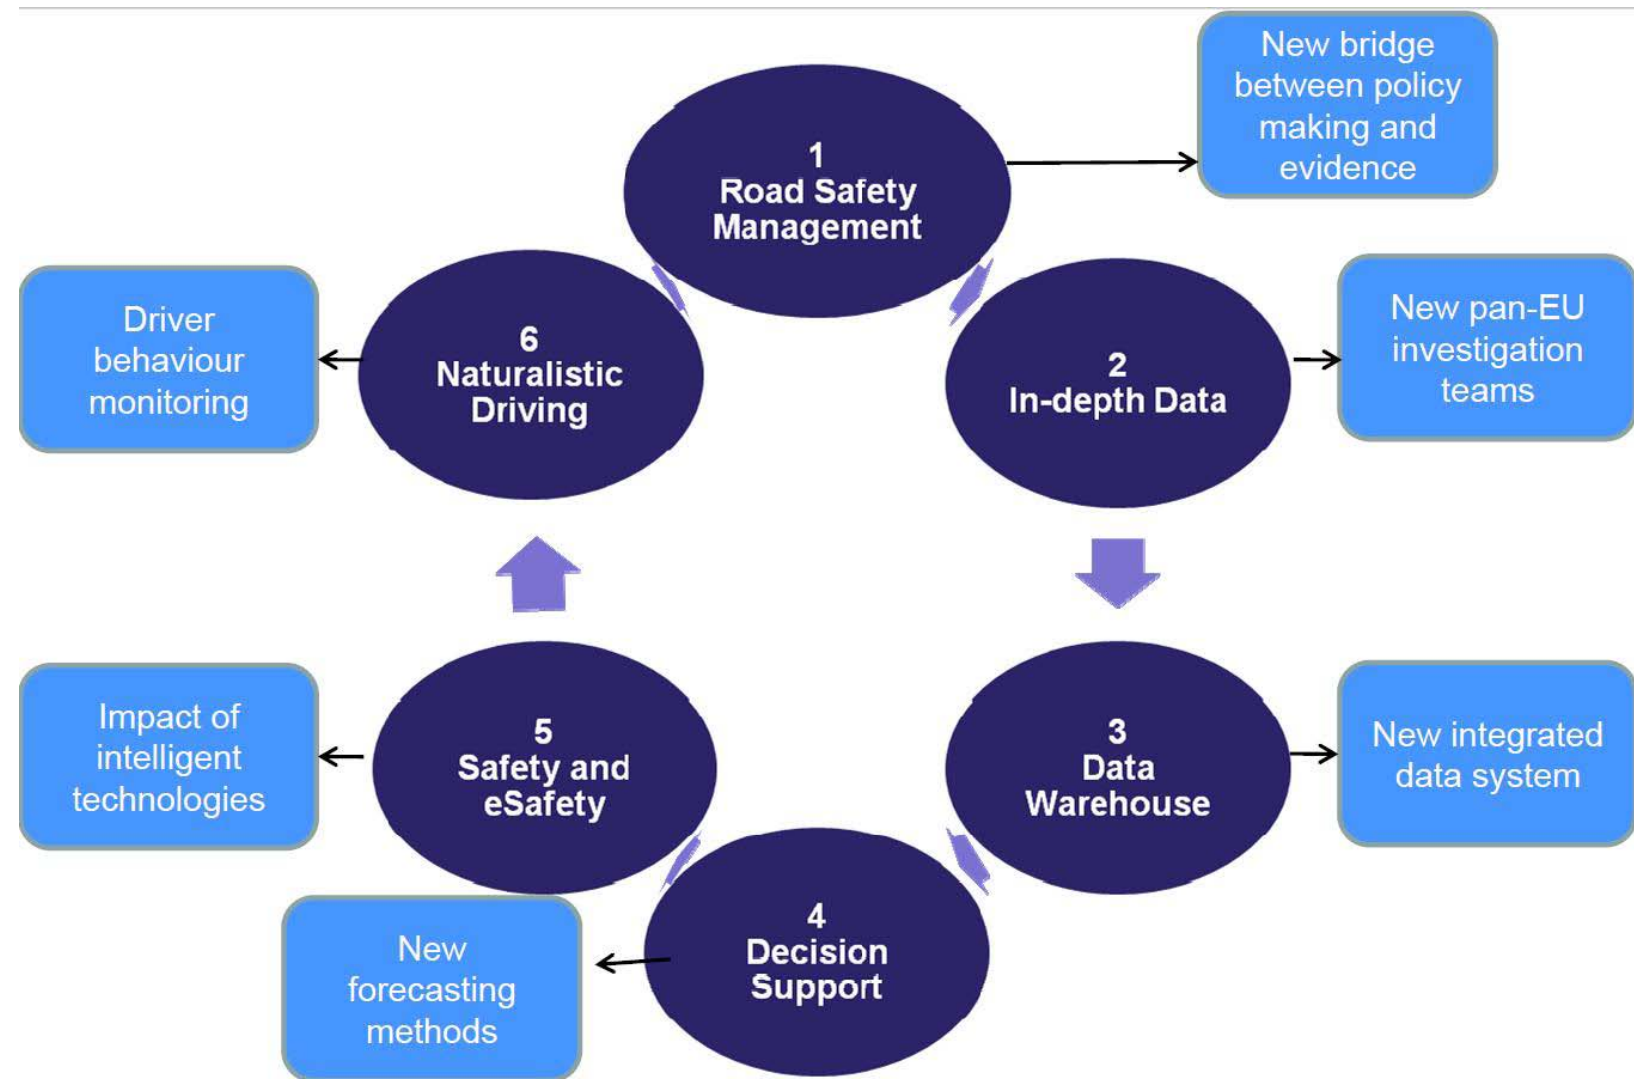 New bridge
between policy
making and
evidence
1
Road Safety
Management
Driver
behaviour
monitoring
6
Naturalistic
Driving
2
In-depth Data
New pan-EU
investigation
teams
Impact of
intelligent
technologies
5
Safety and
eSafety
3
Data
Warehouse
New integrated
data system
New
forecasting
methods
4
Decision
Support